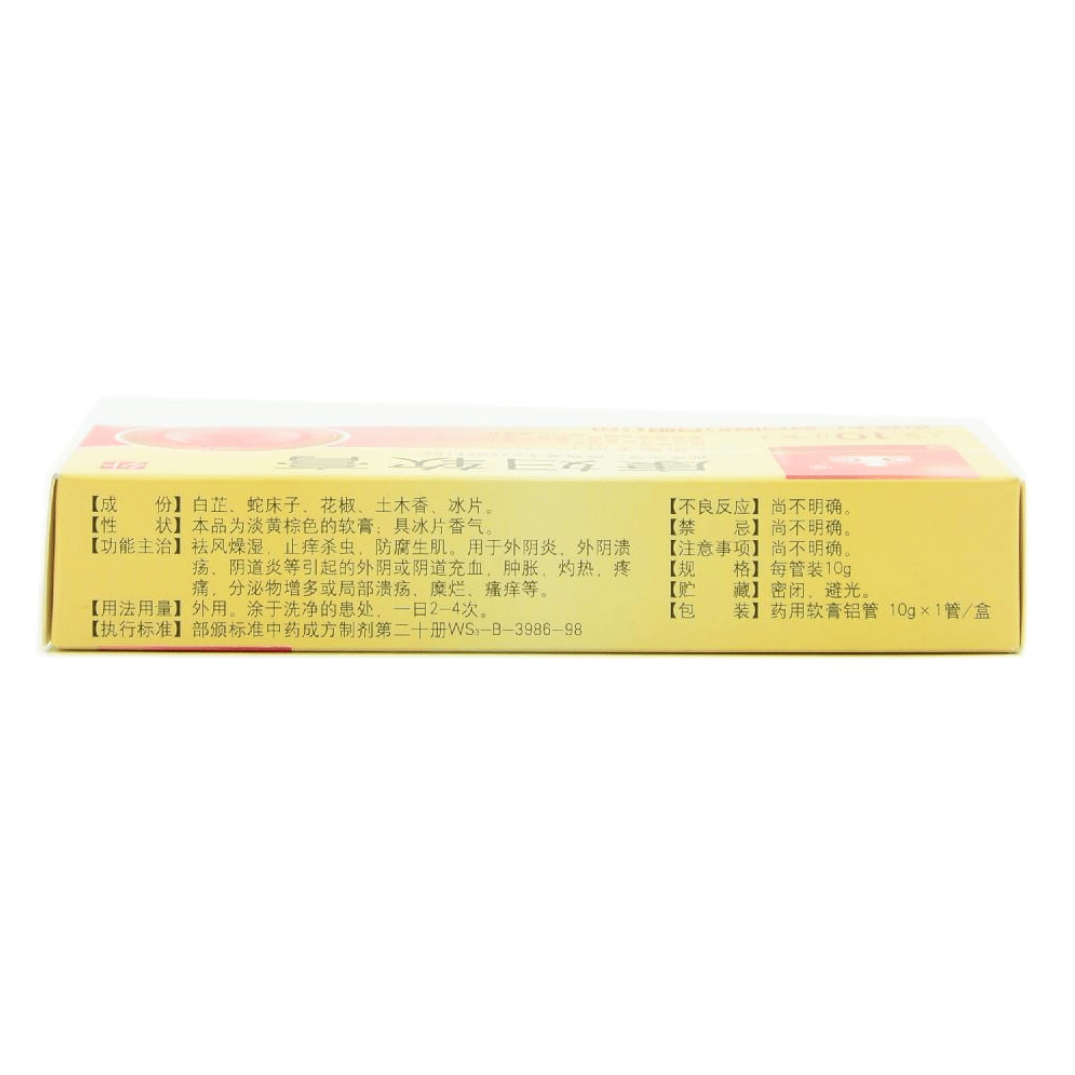 康妇软膏
【成 份】白芷、蛇床子、花椒、土木香、冰片。
【性 状】本品为淡黄棕色的软膏；具冰片香气。
【功能主治】祛风燥湿，止痒杀虫，防腐生肌。用于外阴炎、外阴溃
疡、阴道炎等引起的外阴或阴道充血，肿胀，灼热，疼
痛，分泌物增多或局部溃疡，糜烂、瘙痒等。
【用法用量】外用。涂于洗净的患处，一日2-4次。
【执行标准】部颁标准中药成方制剂第二十册WS₃-B-3986-98
【不良反应】尚不明确。
【禁 忌】尚不明确。
【注意事项】尚不明确。
【规 格】每管装10g
【贮 藏】密闭，避光。
【包 装】药用软膏铝管 10g×1管/盒